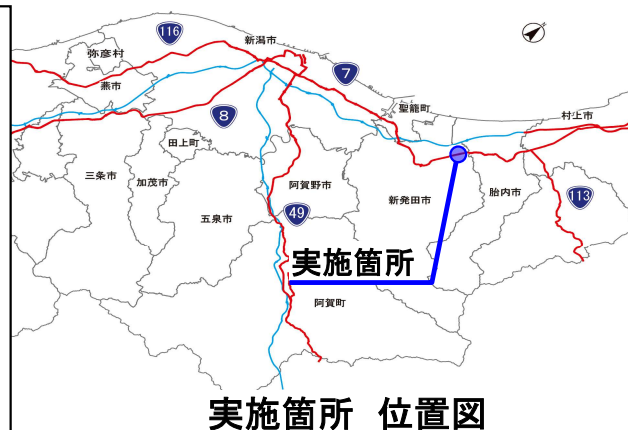 116
新潟市
弥彦村
7
燕市
聖籠町
8
村上市
田上町
三条市
加茂市
阿賀野市
新発田市
胎内市
113
49
五泉市
実施箇所
阿賀町
実施箇所 位置図